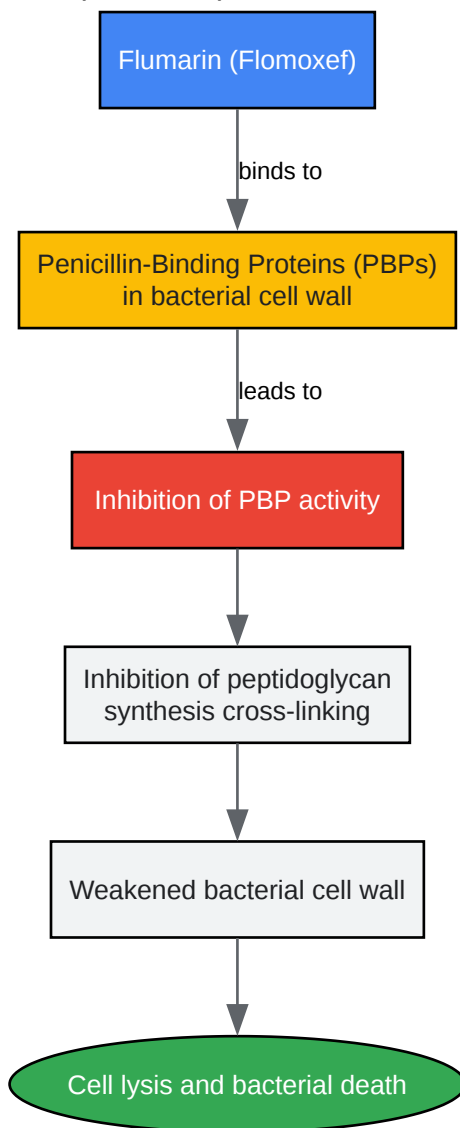 Flumarin (Flomoxef)
binds to
Penicillin-Binding Proteins (PBPs)
in bacterial cell wall
leads to
Inhibition of PBP activity
Inhibition of peptidoglycan
synthesis cross-linking
Weakened bacterial cell wall
Cell lysis and bacterial death